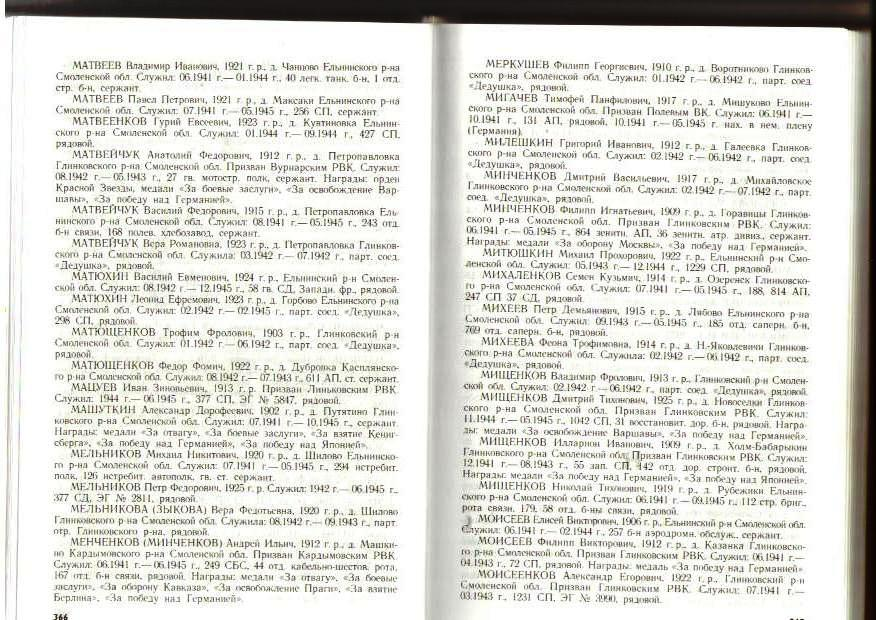 МАТВЕЕВ Владимир Иванович, 1921 г. р., д. Чанцово Ельнинского р-на
Смоленской обл. Служил: 06.1941 г.— 01.1944 г., 40 легк. танк. б-н, 1 отд.
стр. б-н, сержант.
МАТВЕЕВ Павел Петрович, 1921 г. р., д. Максаки Ельнинского р-на
Смоленской обл. Служил: 07.1941 г.— 05.1945 г., 256 СП, сержант.
МАТВЕЕНКОВ Гурий Евсеевич, 1923 г. р., д. Кувтиновка Ельнин-
ского р-на Смоленской обл. Служил: 01.1944 г.— 09.1944 г., 427 СП,
рядовой.
МАТВЕЙЧУК Анатолий Федорович, 1912 г. р., д. Петропавловка
Глинковского р-на Смоленской обл. Призван Вурнарским РВК. Служил:
08.1942 г.— 05.1943 г., 27 гв. мотостр. полк, сержант. Награды: орден
Красной Звезды, медали «За боевые заслуги», «За освобождение Вар-
шавы», «За победу над Германией».
МАТВЕЙЧУК Василий Федорович, 1915 г. р., д. Петропавловка Ель-
нинского р-на Смоленской обл. Служил: 08.1941 г.— 05.1945 г., 243 отд.
б-н связи, 168 полев. хлебозавод, сержант.
МАТВЕЙЧУК Вера Романовна, 1923 г. р., д. Петропавловка Глинков-
ского р-на Смоленской обл. Служила: 03.1942 г.— 07.1942 г., парт. соед.
«Дедушка», рядовой.
МАТЮХИН Василий Евменович, 1924 г. р., Ельнинский р-н Смолен-
ской обл. Служил: 08.1942 г.— 12.1945 г., 58 гв. СД, Западн. фр., рядовой.
МАТЮХИН Леонид Ефремович, 1923 г. р., д. Горбово Ельнинского р-на
Смоленской обл. Служил: 02.1942 г.— 02.1945 г., парт. соед. «Дедушка»,
298 СП, рядовой.
МАТЮЩЕНКОВ Трофим Фролович, 1903 г. р., Глинковский р-н
Смоленской обл. Служил: 01.1942 г.— 06.1942 г., парт. соед. «Дедушка»,
рядовой.
МАТЮЩЕНКОВ Федор Фомич, 1922 г. р., д. Дубровка Касплянско-
го р-на Смоленской обл. Служил: 08.1942 г.— 07.1943 г., 611 АП, ст. сержант.
МАЦУЕВ Иван Зиновьевич, 1913 г. р. Призван Линьковским РВК.
Служил: 1944 г.— 06.1945 г., 377 СП, ЭГ № 5847, рядовой.
МАШУТКИН Александр Дорофеевич, 1902 г. р., д. Путятино Глин-
ковского р-на Смоленской обл. Служил: 07.1941 г.— 10.1945 г., сержант.
Награды: медали «За отвагу», «За боевые заслуги», «За взятие Кениг-
сберга», «За победу над Германией», «За победу над Японией».
МЕЛЬНИКОВ Михаил Никитович, 1920 г. р., д. Шилово Ельнинско-
го р-на Смоленской обл. Служил: 07.1941 г.— 05.1945 г., 294 истребит.
полк, 126 истребит. автополк, гв. ст. сержант.
МЕЛЬНИКОВ Петр Федорович, 1925 г. р. Служил: 1942 г.— 06.1945 г.,
377 СД, ЭГ № 2811, рядовой.
МЕЛЬНИКОВА (ЗЫКОВА) Вера Федотьевна, 1920 г. р., д. Шилово
Глинковского р-на Смоленской обл. Служила: 08.1942 г.— 09.1943 г., парт.
отр. Глинковского р-на, рядовой.
МЕНЧЕНКОВ (МИНЧЕНКОВ) Андрей Ильич, 1912 г. р., д. Машки-
но Кардымовского р-на Смоленской обл. Призван Кардымовским РВК.
Служил: 06.1941 г.— 06.1945 г., 249 СБС, 44 отд. кабельно-шестов. рота,
167 отд. б-н связи, рядовой. Награды: медали «За отвагу», «За боевые
заслуги», «За оборону Кавказа», «За освобождение Праги», «За взятие
Берлина», «За победу над Германией».
366
МЕРКУШЕВ Филипп Георгиевич, 1910 г. р., д. Воротниково Глинков-
ского р-на Смоленской обл. Служил: 01.1942 г.— 06.1942 г., парт. соед.
«Дедушка», рядовой.
МИГАЧЕВ Тимофей Панфилович, 1917 г. р., д. Мишуково Ельнин-
ского р-на Смоленской обл. Призван Полевым ВК. Служил: 06.1941 г.—
10.1941 г., 131 АП, рядовой. 10.1941 г.— 05.1945 г. нах. в нем. плену
(Германия).
МИЛЕШКИН Григорий Иванович, 1912 г. р., д. Галеевка Глинков-
ского р-на Смоленской обл. Служил: 02.1942 г.— 06.1942 г., парт. соед.
«Дедушка», рядовой.
МИНЧЕНКОВ Дмитрий Васильевич, 1917 г. р., д. Михайловское
Глинковского р-на Смоленской обл. Служил: 02.1942 г.— 07.1942 г., парт.
соед. «Дедушка», рядовой.
МИНЧЕНКОВ Филипп Игнатьевич, 1909 г. р., д. Горавицы Глинков-
ского р-на Смоленской обл. Призван Глинковским РВК. Служил:
06.1941 г.— 05.1945 г., 864 зенитн. АП, 36 зенитн. атр. дивиз., сержант.
Награды: медали «За оборону Москвы», «За победу над Германией».
МИТЮШКИН Михаил Прохорович, 1922 г. р., Ельнинский р-н Смо-
ленской обл. Служил: 05.1943 г.— 12.1944 г., 1229 СП, рядовой.
МИХАЛЕНКОВ Семен Кузьмич, 1914 г. р., д. Озеренск Глинковско-
го р-на Смоленской обл. Служил: 07.1941 г.— 05.1945 г., 188, 814 АП,
247 СП 37 СД, рядовой.
МИХЕЕВ Петр Демьянович, 1915 г. р., д. Либово Ельнинского р-на
Смоленской обл. Служил: 09.1943 г.— 05.1945 г., 185 отд. саперн. б-н,
769 отд. саперн. б-н, рядовой.
МИХЕЕВА Феона Трофимовна, 1914 г. р., д. Н.-Яковлевичи Глинков-
ского р-на Смоленской обл. Служила: 02.1942 г.— 06.1942 г., парт. соед.
«Дедушка», рядовой.
МИЩЕНКОВ Владимир Фролович, 1913 г. р., Глинковский р-н Смолен-
ской обл. Служил: 02.1942 г.— 06.1942 г., парт. соед. «Дедушка», рядовой.
МИЩЕНКОВ Дмитрий Тихонович, 1925 г. р., д. Новоселки Глинков-
ского р-на Смоленской обл. Призван Глинковским РВК. Служил:
11.1944 г.— 05.1945 г., 1042 СП, 31 восстановит. дор. б-н, рядовой. Награ-
ды: медали «За освобождение Варшавы», «За победу над Германией».
МИЩЕНКОВ Илларион Иванович, 1909 г. р., д. Холм-Бабарыкин
Глинковского р-на Смоленской обл. Призван Глинковским РВК. Служил:
12.1941 г.— 08.1943 г., 55 зап. СП, 142 отд. дор. строит. б-н, рядовой.
Награды: медали «За победу над Германией», «За победу над Японией».
МИЩЕНКОВ Николай Тихонович, 1919 г. р., д. Рубежики Ельнин-
ского р-на Смоленской обл. Служил: 06.1941 г.— 09.1945 г., 112 стр. бриг.,
рота связи, 179, 58 отд. б-ны связи, рядовой.
МОИСЕЕВ Елисей Викторович, 1906 г. р., Ельнинский р-н Смоленской обл.
Служил: 06.1941 г.— 02.1944 г., 257 б-н аэродромн. обслуж., сержант.
МОИСЕЕВ Филипп Викторович, 1912 г. р., д. Казанка Глинковско-
го р-на Смоленской обл. Призван Глинковским РВК. Служил: 06.1941 г.—
04.1943 г., 72 СП, рядовой. Награды: медаль «За победу над Германией»
МОИСЕЕНКОВ Александр Егорович, 1922 г. р., Глинковский р-н
Смоленской обл. Призван Глинковским РВК. Служил: 07.1941 г.—
03.1943 г., 1231 СП, ЭГ № 3990, рядовой.